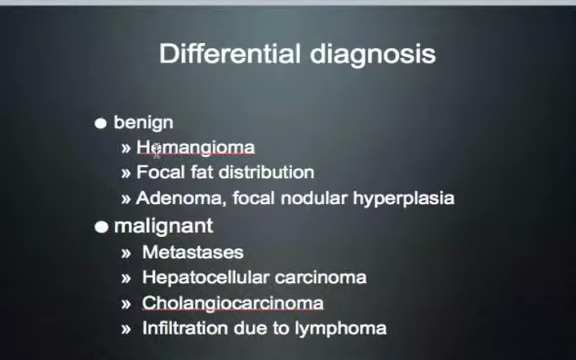 Differential diagnosis
● benign
» Hemangioma
» Focal fat distribution
» Adenoma, focal nodular hyperplasia
● malignant
» Metastases
» Hepatocellular carcinoma
» Cholangiocarcinoma
» Infiltration due to lymphoma